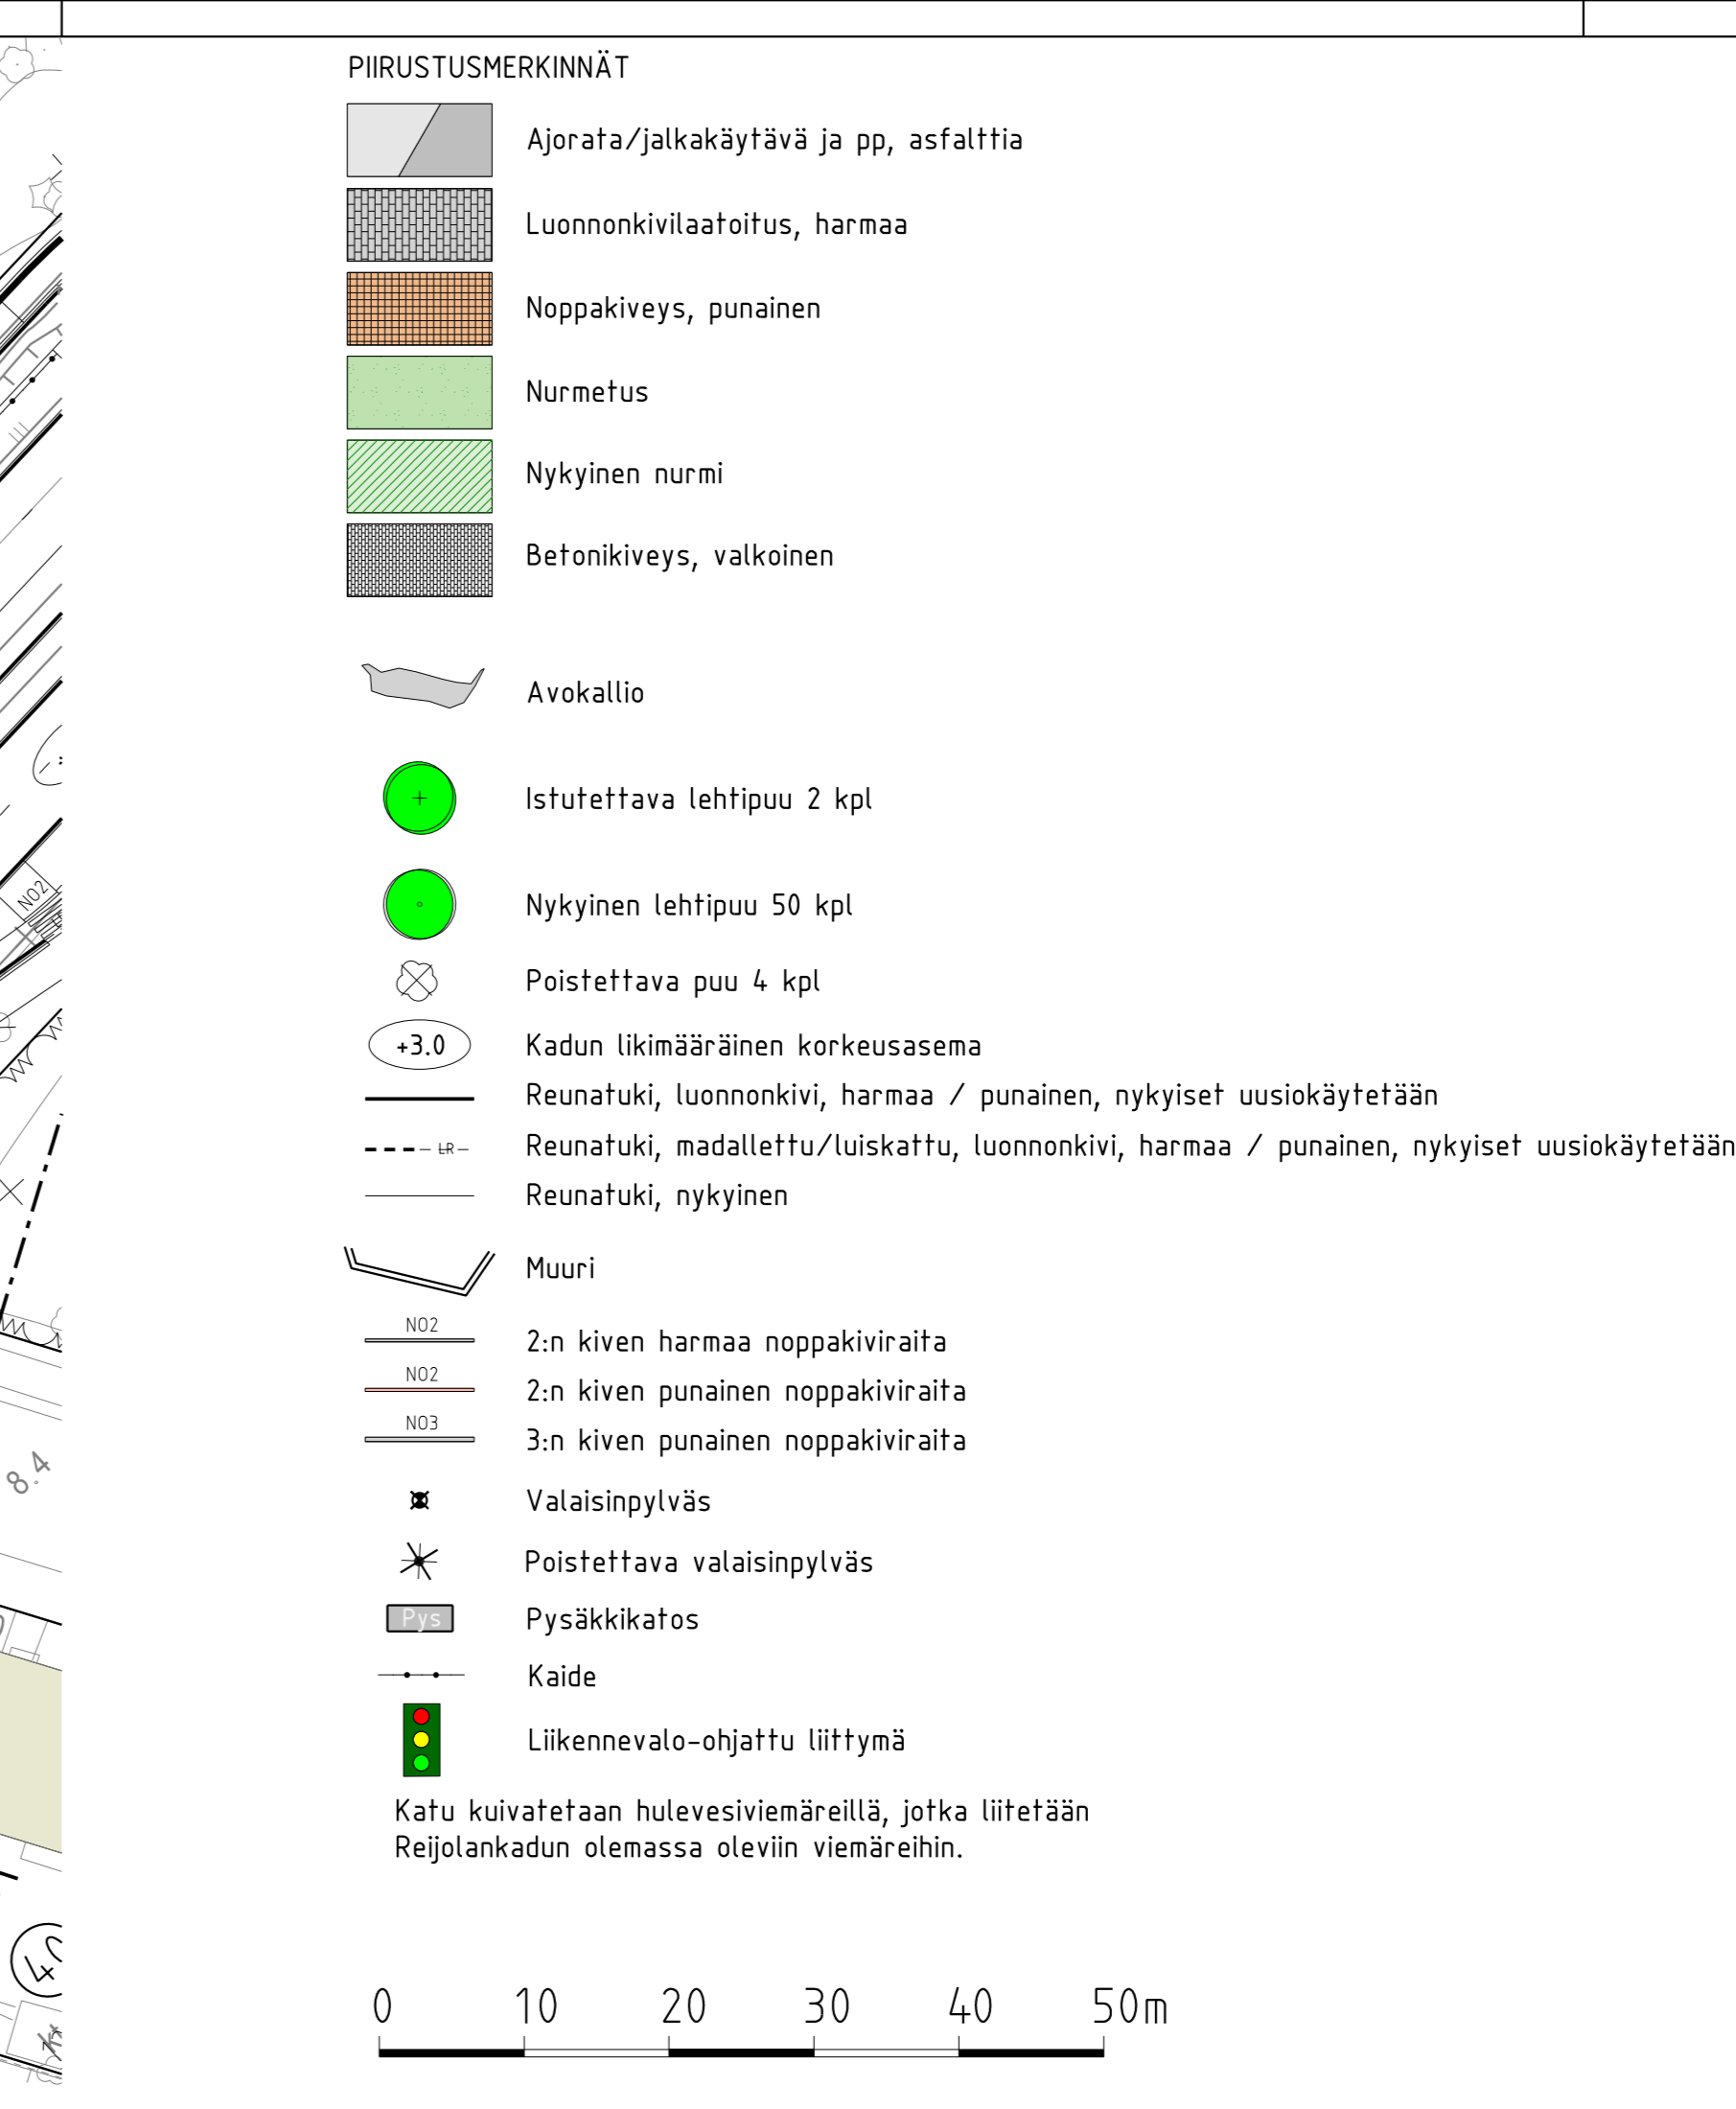 PIIRUSTUSMERKINNÄT
Ajorata/jalkakäytävä ja pp, asfalttia
Luonnonkivilaatoitus, harmaa
Noppakiveys, punainen
Nurmetus
Nykyinen nurmi
Betonikiveys, valkoinen
Avokallio
Istutettava lehtipuu 2 kpl
NO2
Nykyinen lehtipuu 50 kpl
Poistettava puu 4 kpl
+3.0 Kadun likimääräinen korkeusasema
Reunatuki, luonnonkivi, harmaa / punainen, nykyiset uusiokäytetään
LR Reunatuki, madallettu/luiskattu, luonnonkivi, harmaa / punainen, nykyiset uusiokäytetään
Reunatuki, nykyinen
Muuri
NO2 2:n kiven harmaa noppakiviraita
NO2 2:n kiven punainen noppakiviraita
NO3 3:n kiven punainen noppakiviraita
8.4
Valaisinpylväs
Poistettava valaisinpylväs
Pys Pysäkkikatos
Kaide
Liikennevalo-ohjattu liittymä
Katu kuivatetaan hulevesiviemäreillä, jotka liitetään
Reijolankadun olemassa oleviin viemäreihin.
0 10 20 30 40 50m